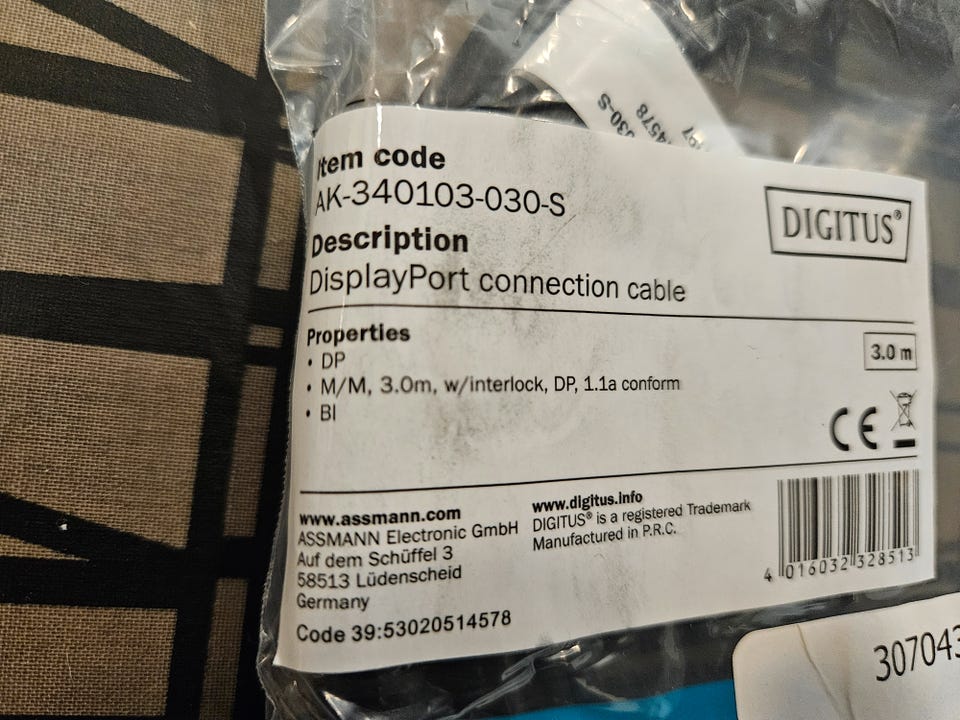 030-S
4578
Item code
AK-340103-030-S
DIGITUS®
Description
DisplayPort connection cable
Properties
• DP
• M/M, 3.0m, w/interlock, DP, 1.1a conform
• BI
3.0 m
CE
www.assmann.com
ASSMANN Electronic GmbH
Auf dem Schüffel 3
58513 Lüdenscheid
Germany
Code 39:53020514578
www.digitus.info
DIGITUS® is a registered Trademark
Manufactured in P.R.C.
4 016032 328513
307043